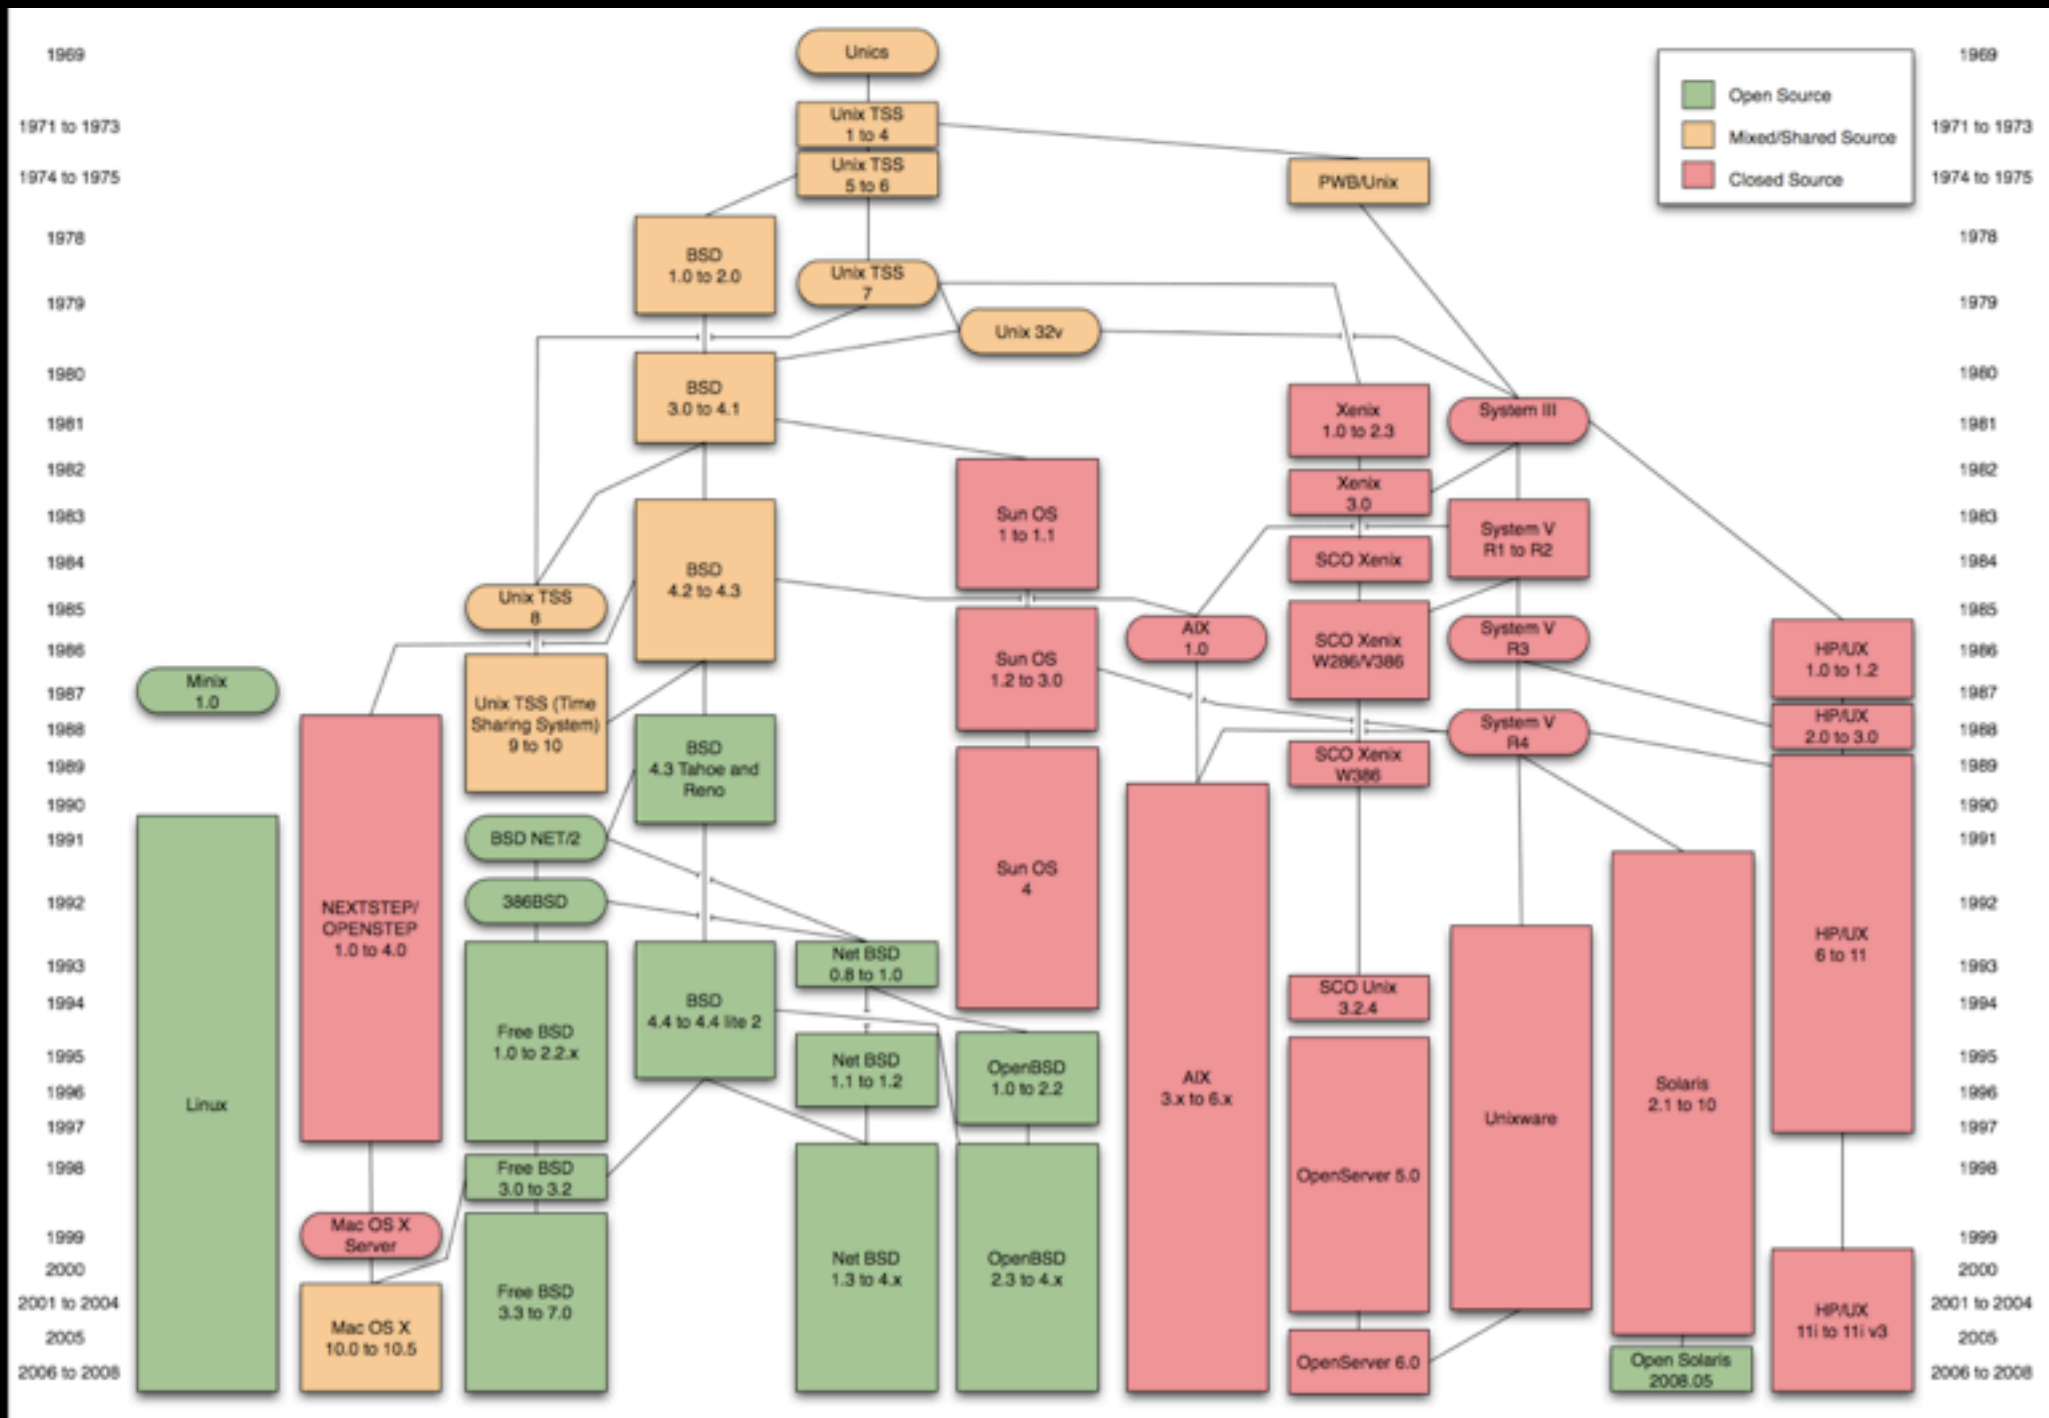 1969
Unics
1969
Open Source
Mixed/Shared Source
Closed Source
1971 to 1973
Unix TSS
1 to 4
1971 to 1973
1974 to 1975
Unix TSS
5 to 6
PWB/Unix
1974 to 1975
1978
BSD
1.0 to 2.0
1978
Unix TSS
7
1979
Unix 32v
1979
1980
BSD
3.0 to 4.1
1980
Xenix
1.0 to 2.3
System III
1981
1981
1982
Xenix
3.0
1982
1983
Sun OS
1 to 1.1
System V
R1 to R2
1983
1984
BSD
4.2 to 4.3
SCO Xenix
1984
Unix TSS
8
1985
1985
AIX
1.0
SCO Xenix
W286/V386
System V
R3
1986
Sun OS
1.2 to 3.0
HP/UX
1.0 to 1.2
1986
Minix
1.0
1987
Unix TSS (Time
Sharing System)
9 to 10
1987
1988
System V
R4
HP/UX
2.0 to 3.0
1988
BSD
4.3 Tahoe and
Reno
1989
SCO Xenix
W386
1989
1990
1990
1991
BSD NET/2
1991
Sun OS
4
1992
386BSD
1992
NEXTSTEP/
OPENSTEP
1.0 to 4.0
HP/UX
6 to 11
1993
Net BSD
0.8 to 1.0
1993
1994
BSD
4.4 to 4.4 lite 2
SCO Unix
3.2.4
1994
Free BSD
1.0 to 2.2.x
1995
Net BSD
1.1 to 1.2
OpenBSD
1.0 to 2.2
1995
1996
AIX
3.x to 6.x
Solaris
2.1 to 10
1996
Linux
Unixware
1997
1997
1998
Free BSD
3.0 to 3.2
OpenServer 5.0
1998
Mac OS X
Server
1999
1999
2000
Net BSD
1.3 to 4.x
OpenBSD
2.3 to 4.x
2000
2001 to 2004
Free BSD
3.3 to 7.0
2001 to 2004
HP/UX
11i to 11i v3
2005
Mac OS X
10.0 to 10.5
2005
2006 to 2008
OpenServer 6.0
Open Solaris
2008.05
2006 to 2008